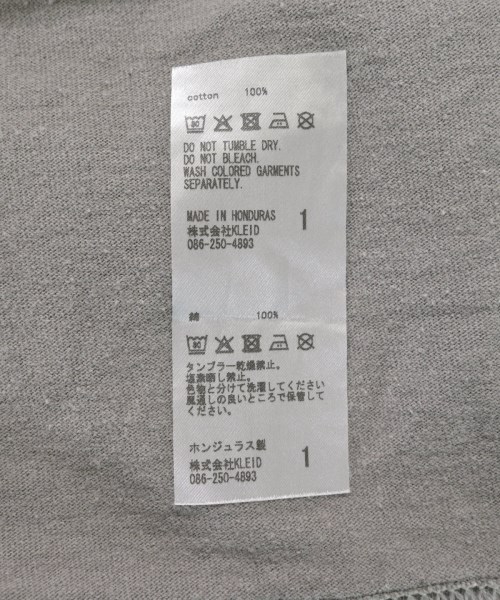 cotton 100%
DO NOT TUMBLE DRY.
DO NOT BLEACH.
WASH COLORED GARMENTS
SEPARATELY.
MADE IN HONDURAS 1
株式会社KLEID
086-250-4893
綿 100%
タンブラー乾燥禁止。
塩素晒し禁止。
色物と分けて洗濯してください
風通しの良いところで保管して
ください。
ホンジュラス製 1
株式会社KLEID
086-250-4893